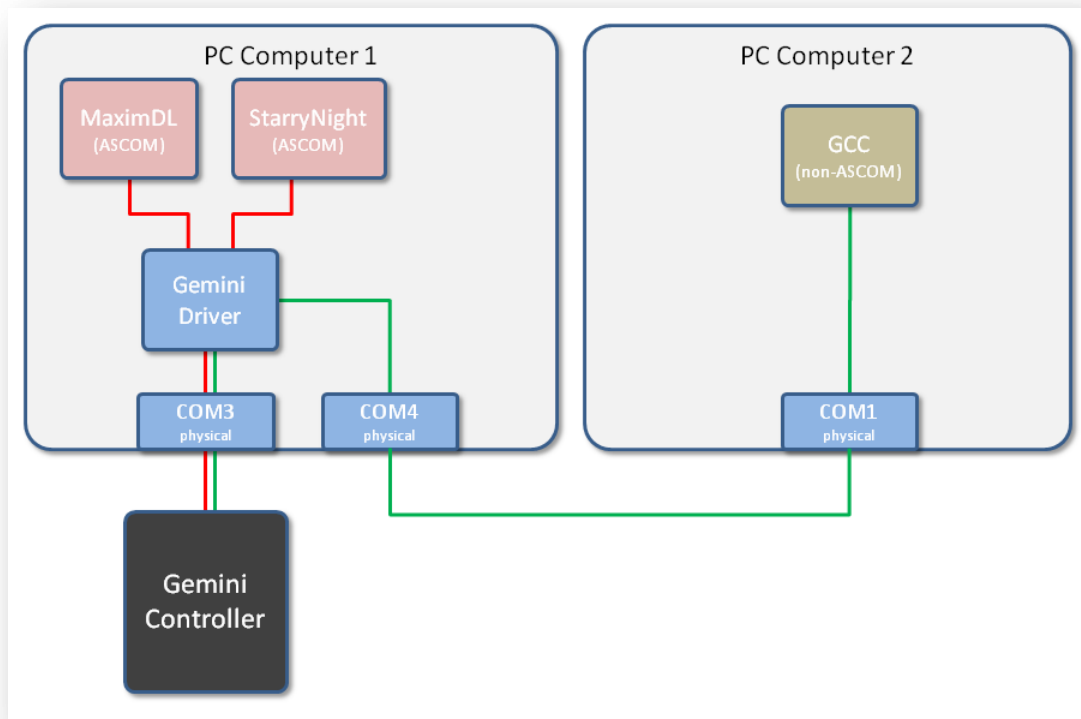 PC Computer 1
PC Computer 2
MaximDL
(ASCOM)
StarryNight
(ASCOM)
GCC
(non-ASCOM)
Gemini
Driver
COM3
physical
COM4
physical
COM1
physical
Gemini
Controller